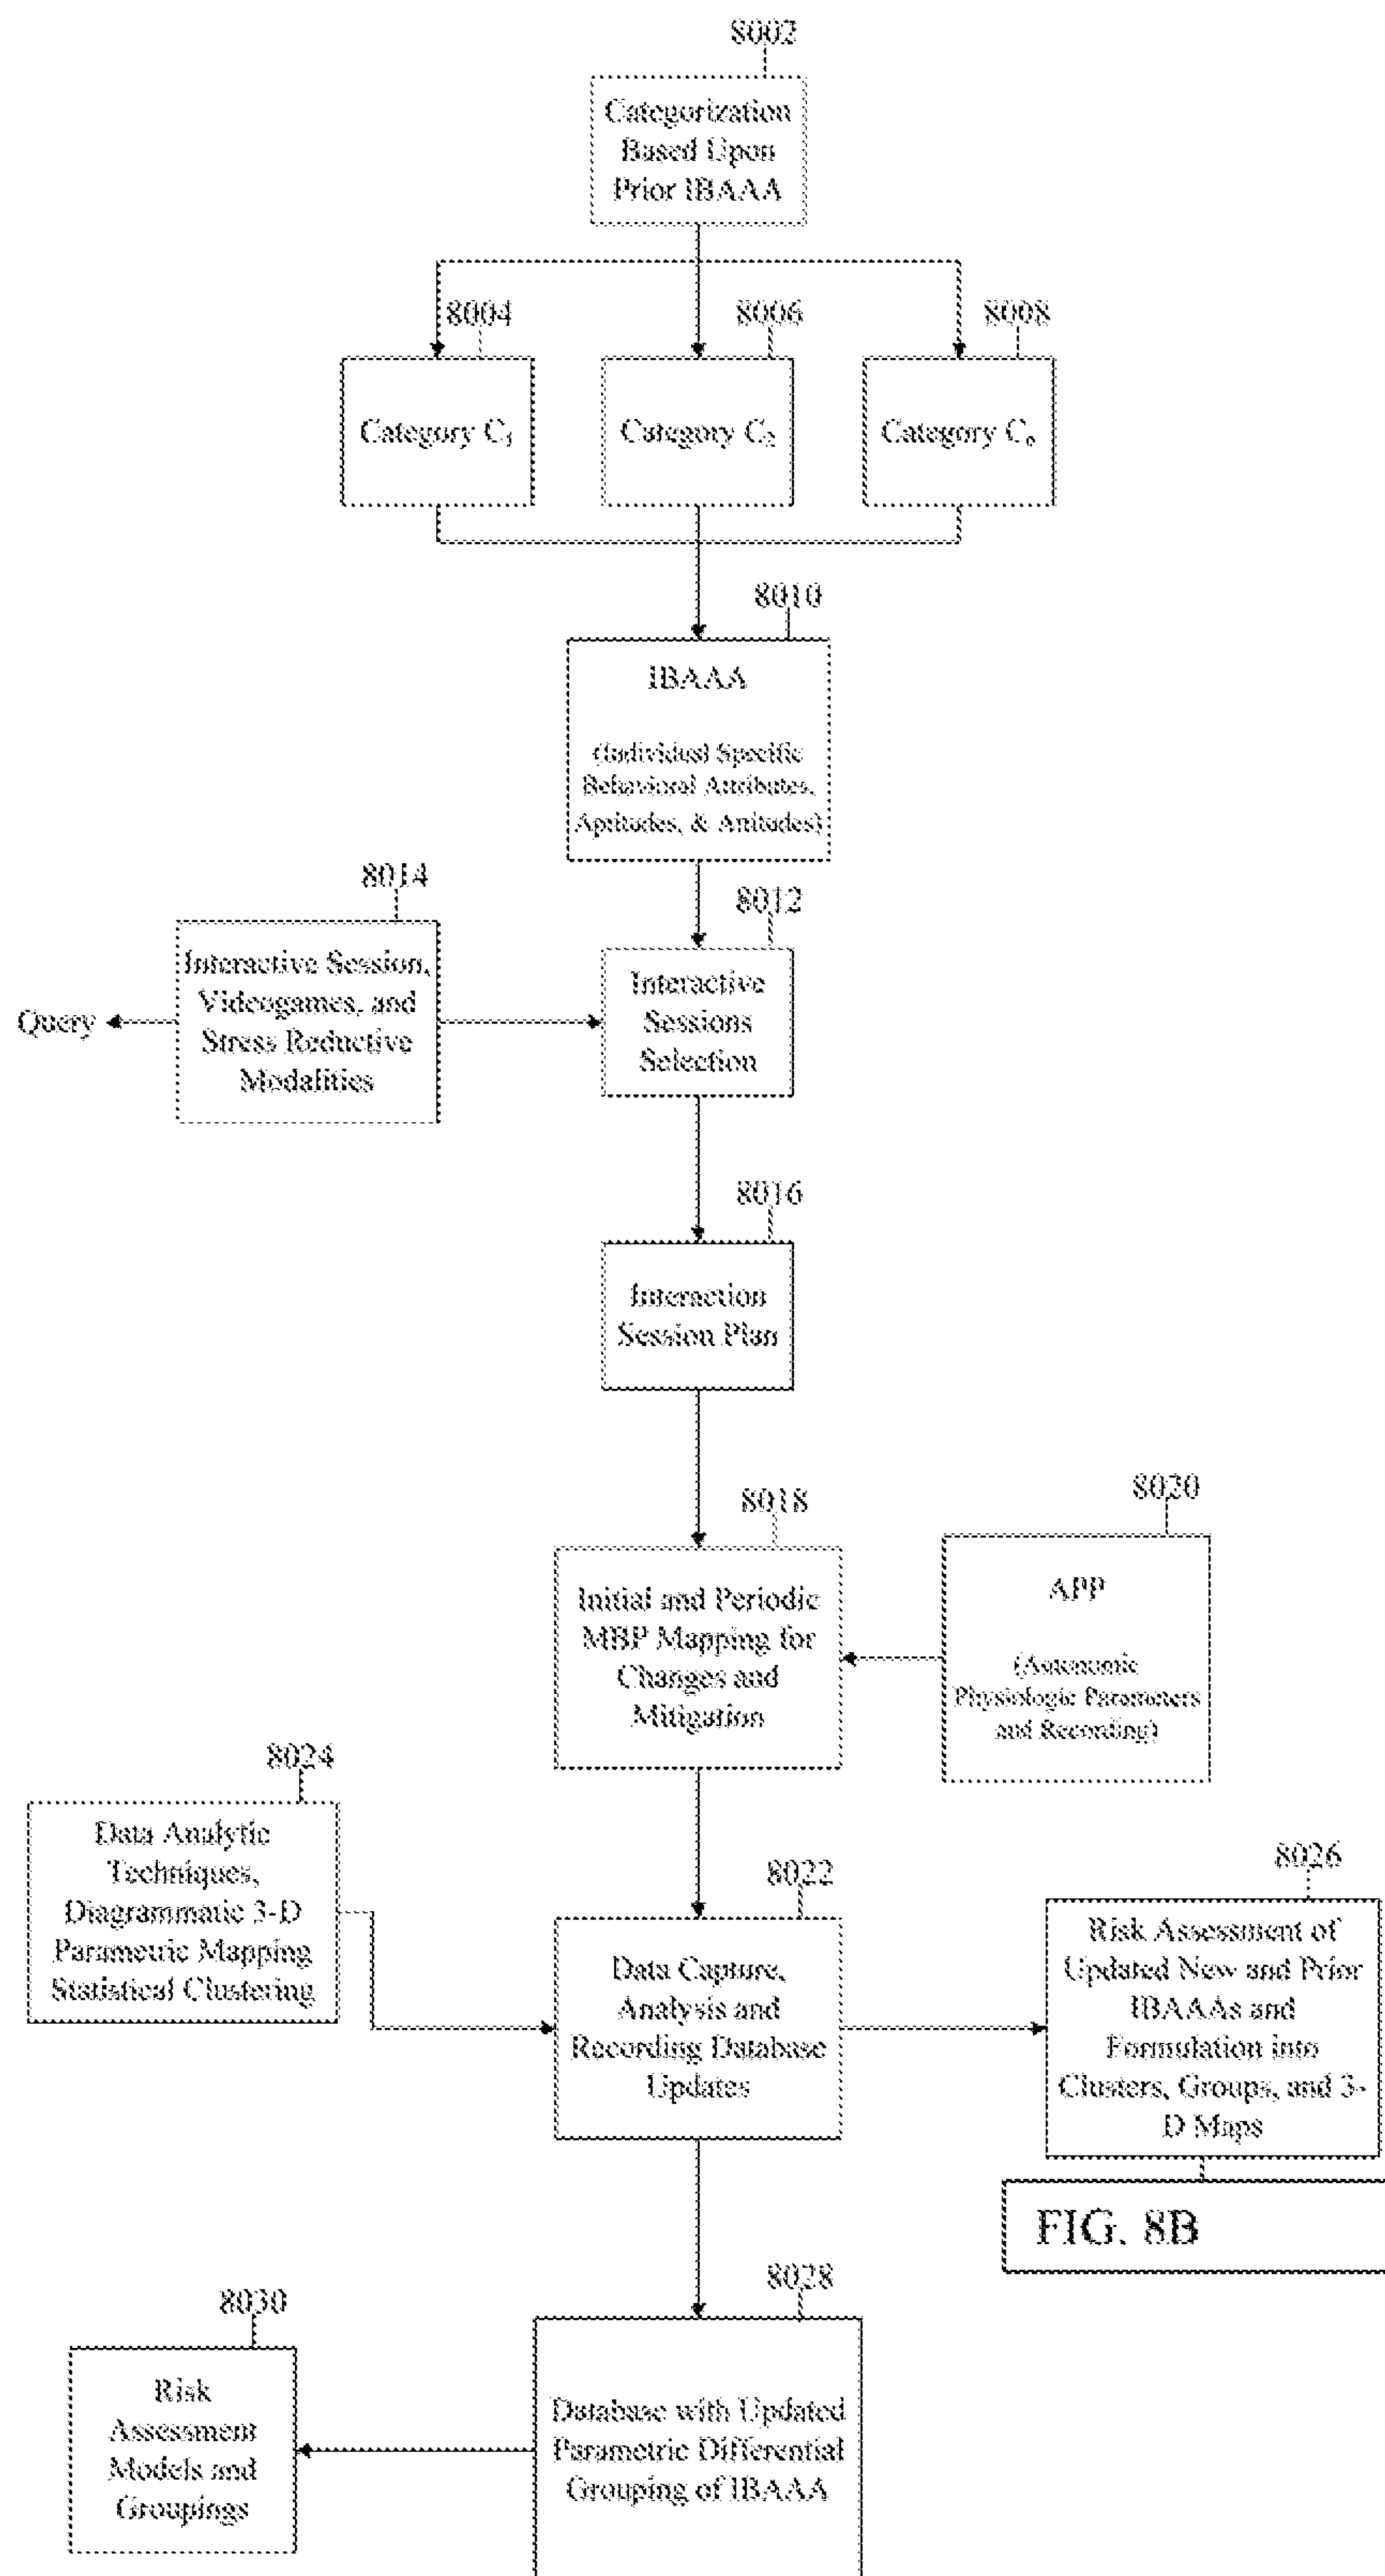 8002
Categorization
Based Upon
Prior IBAAA
8004
8006
8008
Category C₁
Category C₂
Category Cₙ
8010
IBAAA
(Individual Specific
Behavioral Attributes,
Aptitudes, & Attitudes)
8014
8012
Interactive Session,
Videogames, and
Stress Reductive
Modalities
Query
Interactive
Sessions
Selection
8016
Interaction
Session Plan
8018
8020
Initial and Periodic
MBP Mapping for
Changes and
Mitigation
APP
(Autonomic
Physiologic Parameters
and Recording)
8024
Data Analytic
Techniques,
Diagrammatic 3-D
Parametric Mapping
Statistical Clustering
8022
Data Capture,
Analysis and
Recording Database
Updates
8026
Risk Assessment of
Updated New and Prior
IBAAAs and
Formulation into
Clusters, Groups, and 3-
D Maps
FIG. 8B
8030
8028
Risk
Assessment
Models and
Groupings
Database with Updated
Parametric Differential
Grouping of IBAAA